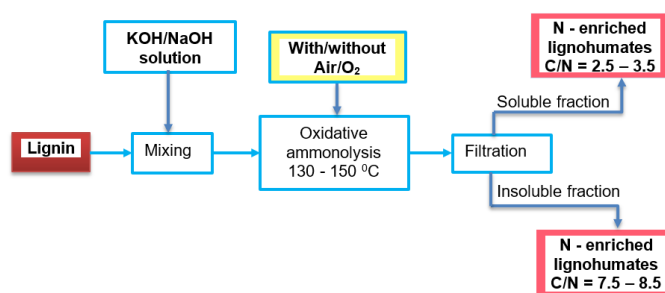 KOH/NaOH
solution
With/without
Air/O₂
N - enriched
lignohumates
C/N = 2.5 – 3.5
Soluble fraction
Lignin
Mixing
Oxidative
ammonolysis
130 - 150 ⁰C
Filtration
Insoluble fraction
N - enriched
lignohumates
C/N = 7.5 – 8.5